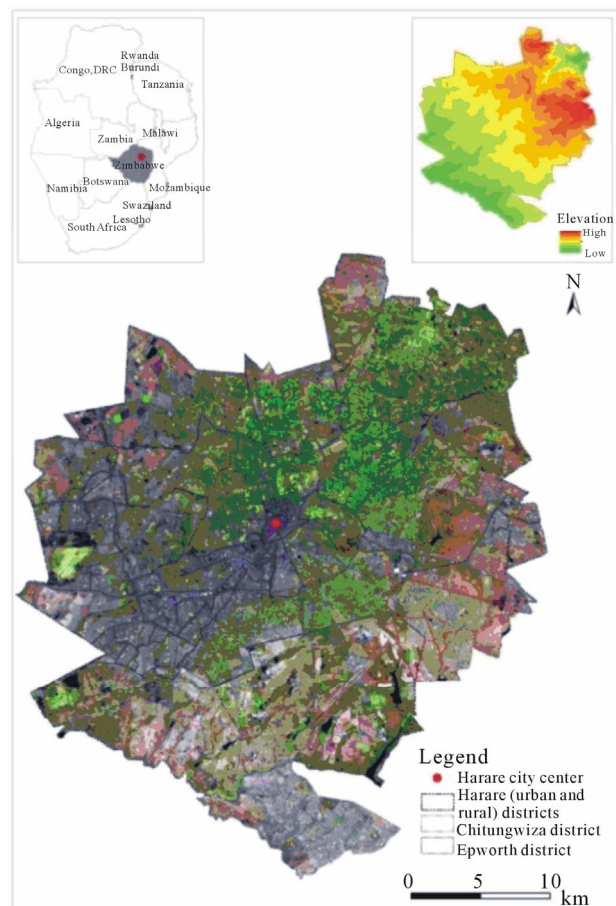 Rwanda
Congo,DRC Burundi
Tanzania
Algeria
Malawi
Zambia
Zimbabwe
Botswana
Namibia
Mozambique
Swaziland
Lesotho
South Africa
Elevation
High
Low
N
Legend
Harare city center
Harare (urban and
rural) districts
Chitungwiza district
Epworth district
0 5 10
km